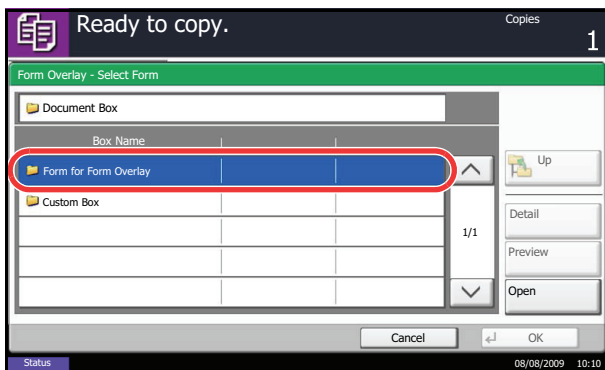 Ready to copy.
Copies
1
Form Overlay - Select Form
Document Box
Box Name
Form for Form Overlay
Up
Custom Box
Detail
1/1
Preview
Open
Cancel
OK
Status
08/08/2009 10:10